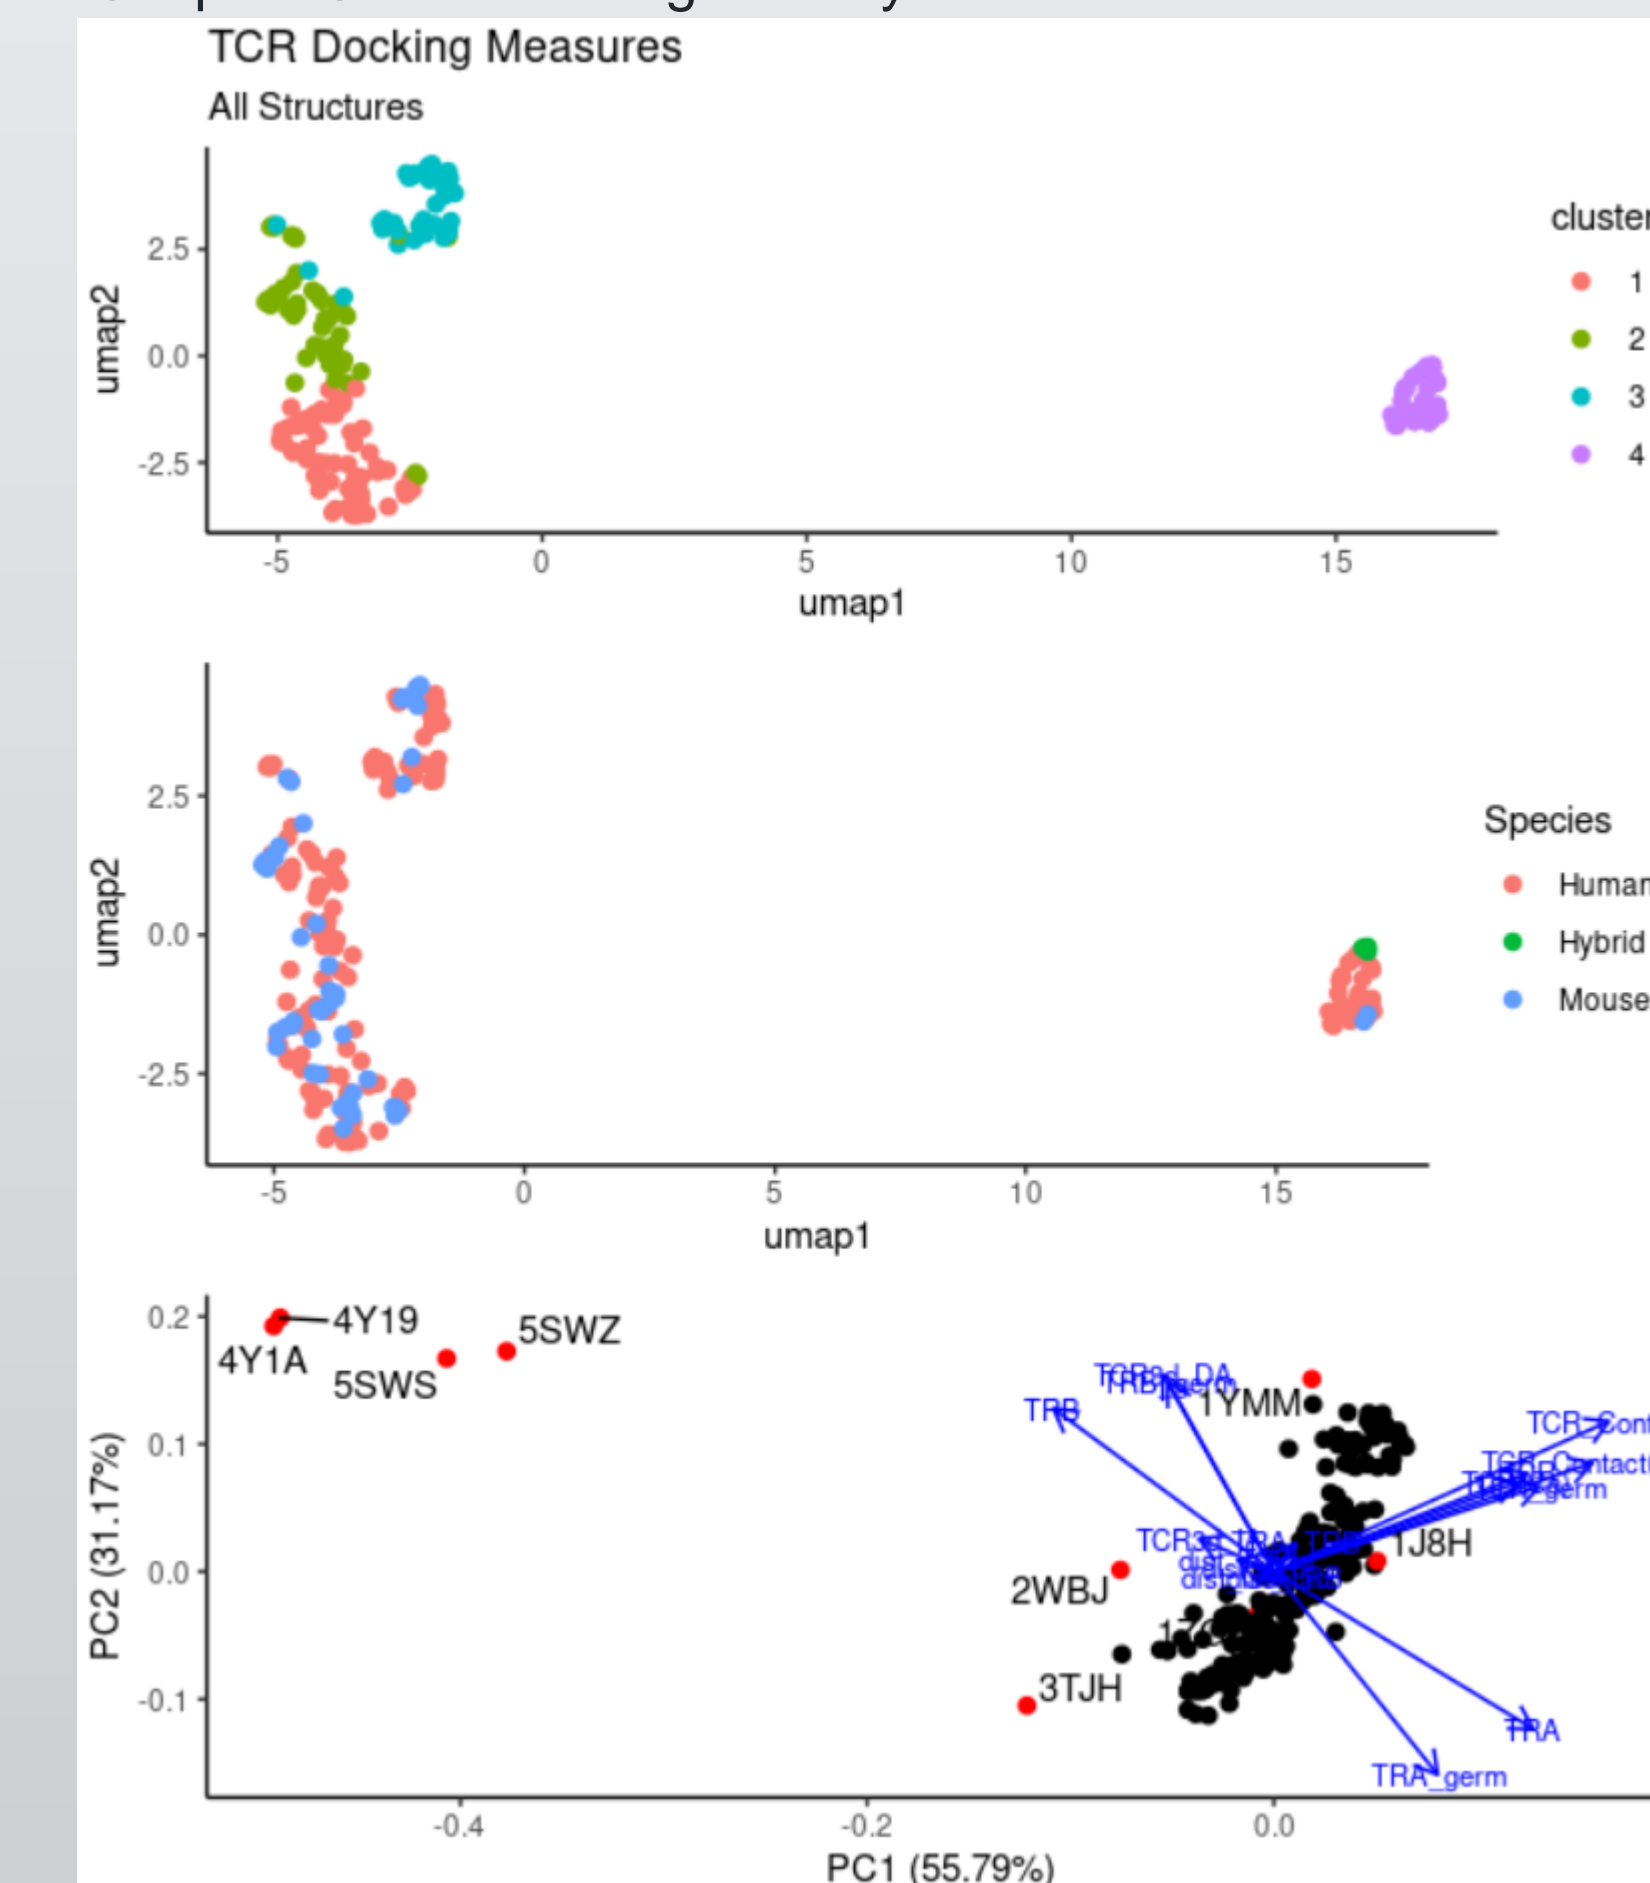 TCR Docking Measures
All Structures
umap2
2.5
0.0
-2.5
-5
0
5
10
15
umap1
cluster
1
2
3
4
umap2
2.5
0.0
-2.5
-5
0
5
10
15
umap1
Species
Human
Hybrid
Mouse
PC2 (31.17%)
0.2
0.1
0.0
-0.1
4Y19
4Y1A
5SWS
5SWZ
TRB
1YMM
1J8H
2WBJ
3TJH
TRA
TRA_germ
-0.4
-0.2
0.0
PC1 (55.79%)